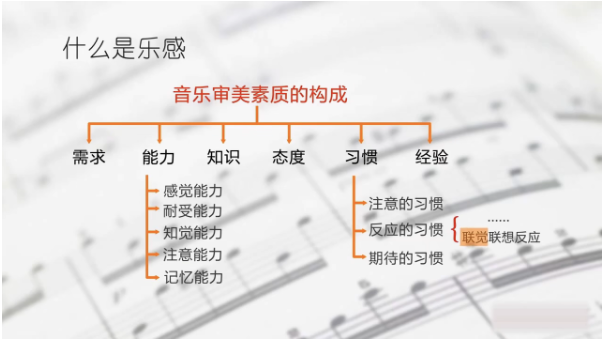 什么是乐感
音乐审美素质的构成
需求 能力 知识 态度 习惯 经验
感觉能力
耐受能力
知觉能力
注意能力
记忆能力
注意的习惯
反应的习惯
期待的习惯
......
联觉联想反应